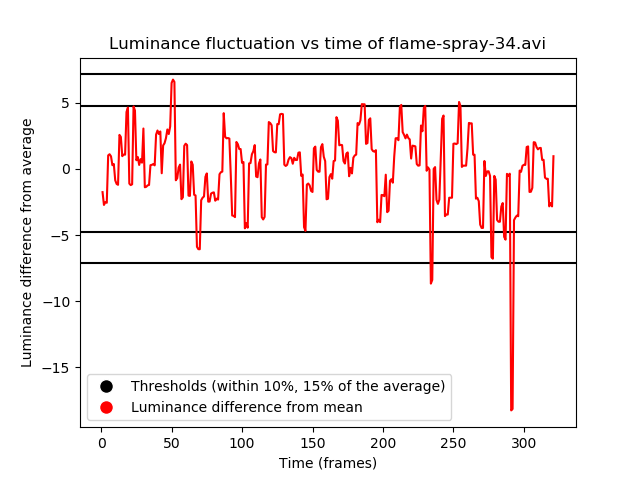 Luminance fluctuation vs time of flame-spray-34.avi
Luminance difference from average
5
0
−5
−10
−15
Thresholds (within 10%, 15% of the average)
Luminance difference from mean
0 50 100 150 200 250 300
Time (frames)